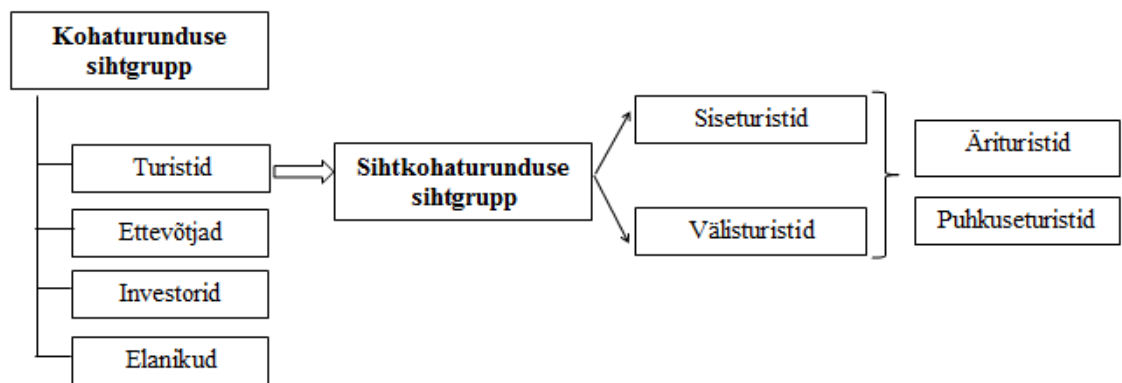 Kohaturunduse
sihtgrupp
Turistid
Ettevõtjad
Investorid
Elanikud
Sihtkohaturunduse
sihtgrupp
Siseturistid
Välisturistid
Ärituristid
Puhkuseturistid